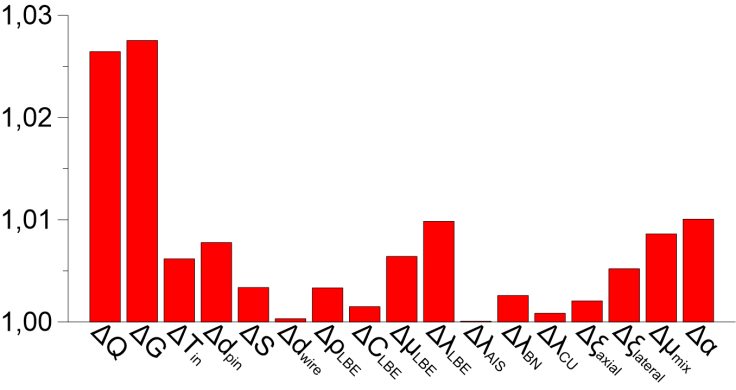 1,03
1,02
1,01
1,00
ΔQ
ΔG
ΔT_in
Δd_pin
ΔS
Δd_wire
Δρ_LBE
ΔC_LBE
Δμ_LBE
Δλ_LBE
Δλ_AIS
Δλ_BN
Δλ_CU
Δξ_axial
Δξ_lateral
Δμ_mix
Δα